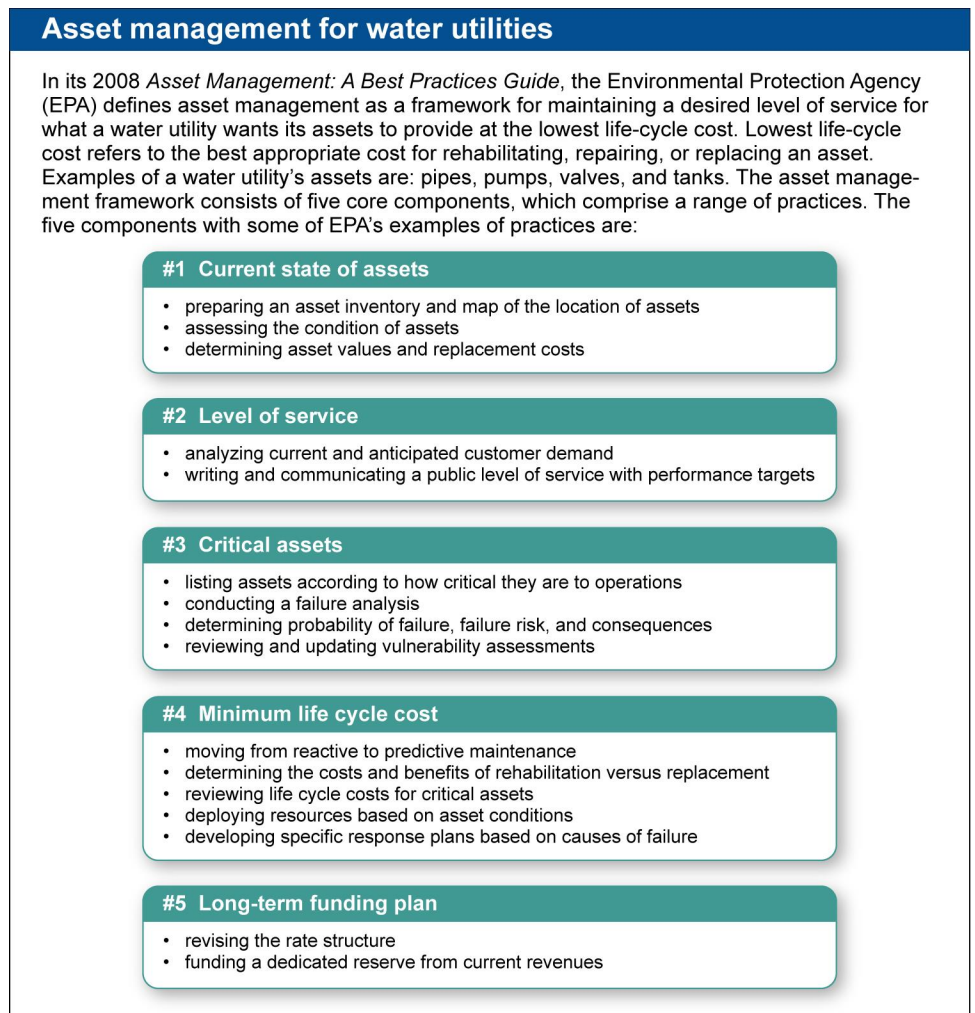 Asset management for water utilities
In its 2008 Asset Management: A Best Practices Guide, the Environmental Protection Agency
(EPA) defines asset management as a framework for maintaining a desired level of service for
what a water utility wants its assets to provide at the lowest life-cycle cost. Lowest life-cycle
cost refers to the best appropriate cost for rehabilitating, repairing, or replacing an asset.
Examples of a water utility's assets are: pipes, pumps, valves, and tanks. The asset manage-
ment framework consists of five core components, which comprise a range of practices. The
five components with some of EPA's examples of practices are:
#1 Current state of assets
• preparing an asset inventory and map of the location of assets
• assessing the condition of assets
• determining asset values and replacement costs
#2 Level of service
• analyzing current and anticipated customer demand
• writing and communicating a public level of service with performance targets
#3 Critical assets
• listing assets according to how critical they are to operations
• conducting a failure analysis
• determining probability of failure, failure risk, and consequences
• reviewing and updating vulnerability assessments
#4 Minimum life cycle cost
• moving from reactive to predictive maintenance
• determining the costs and benefits of rehabilitation versus replacement
• reviewing life cycle costs for critical assets
• deploying resources based on asset conditions
• developing specific response plans based on causes of failure
#5 Long-term funding plan
• revising the rate structure
• funding a dedicated reserve from current revenues